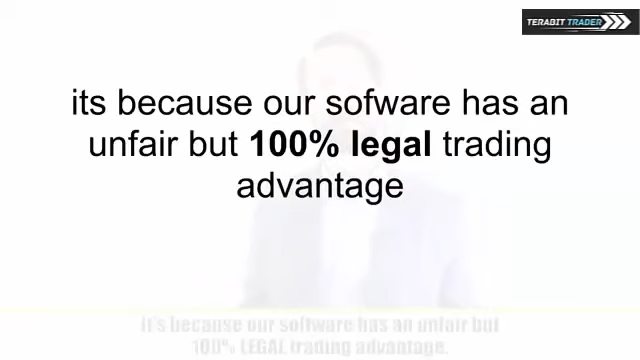 TERABIT TRADER
its because our sofware has an
unfair but 100% legal trading
advantage
It's because our software has an unfair but
100% LEGAL trading advantage.